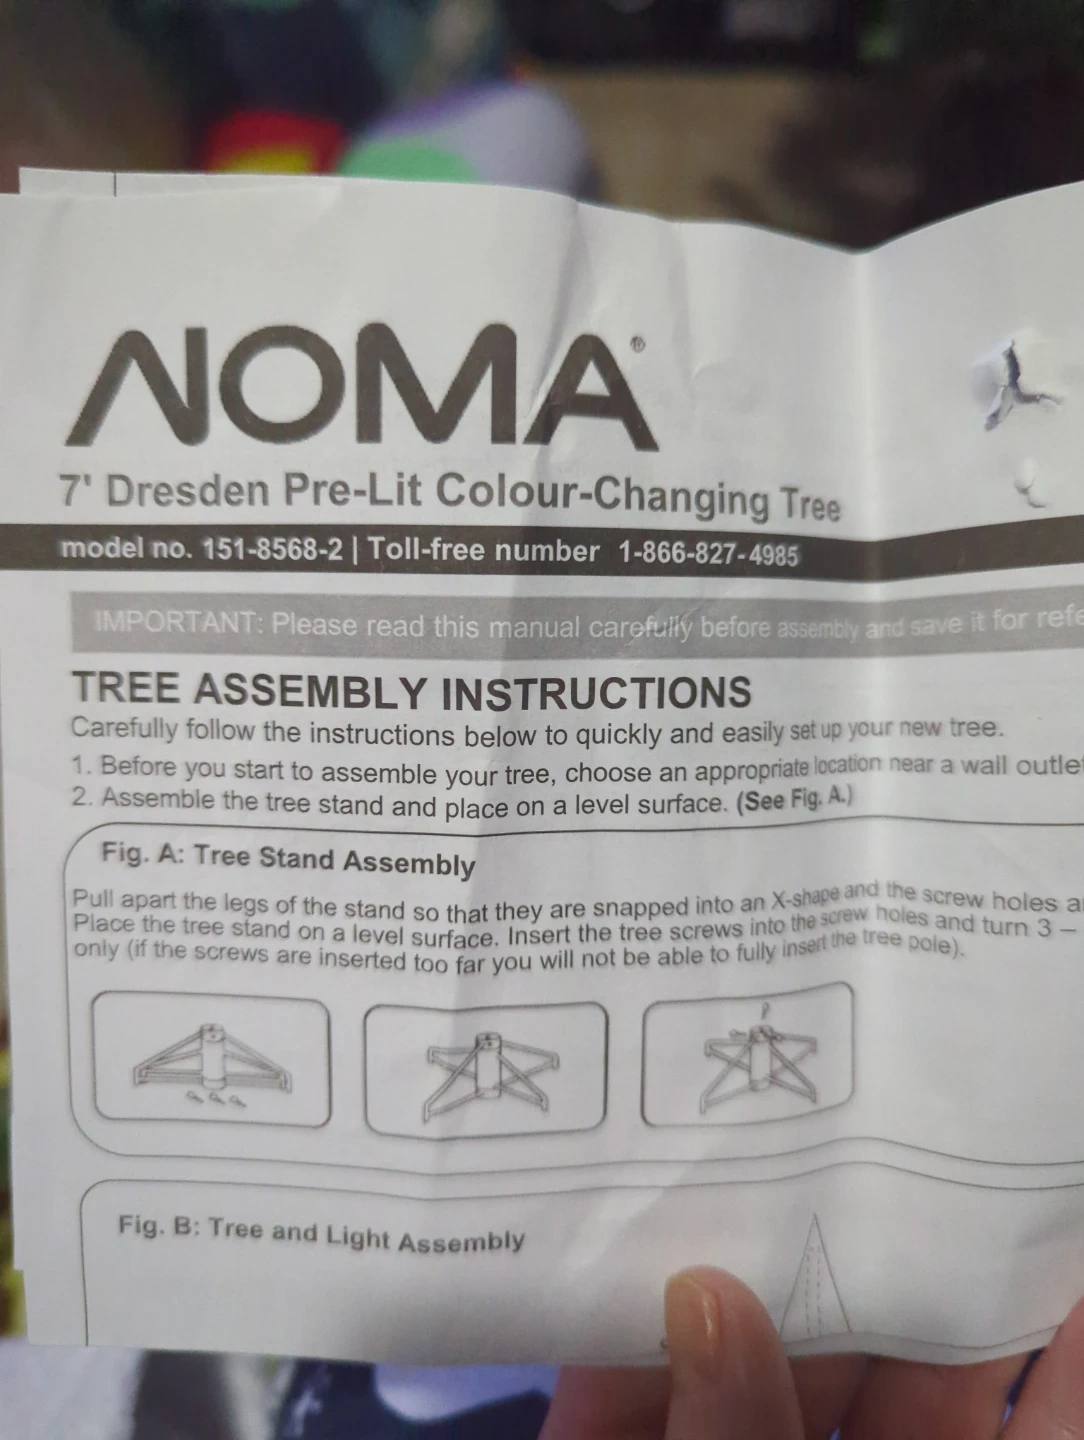 NOMA®
7' Dresden Pre-Lit Colour-Changing Tree
model no. 151-8568-2 | Toll-free number 1-866-827-4985
IMPORTANT: Please read this manual carefully before assembly and save it for
TREE ASSEMBLY INSTRUCTIONS
Carefully follow the instructions below to quickly and easily set up your new tree.
1. Before you start to assemble your tree, choose an appropriate location near a wall
2. Assemble the tree stand and place on a level surface. (See Fig. A.)
Fig. A: Tree Stand Assembly
Pull apart the legs of the stand so that they are snapped into an X-shape and the screw holes
Place the tree stand on a level surface. Insert the tree screws into the screw holes and turn 3 –
only (if the screws are inserted too far you will not be able to fully insert the tree pole).
Fig. B: Tree and Light Assembly